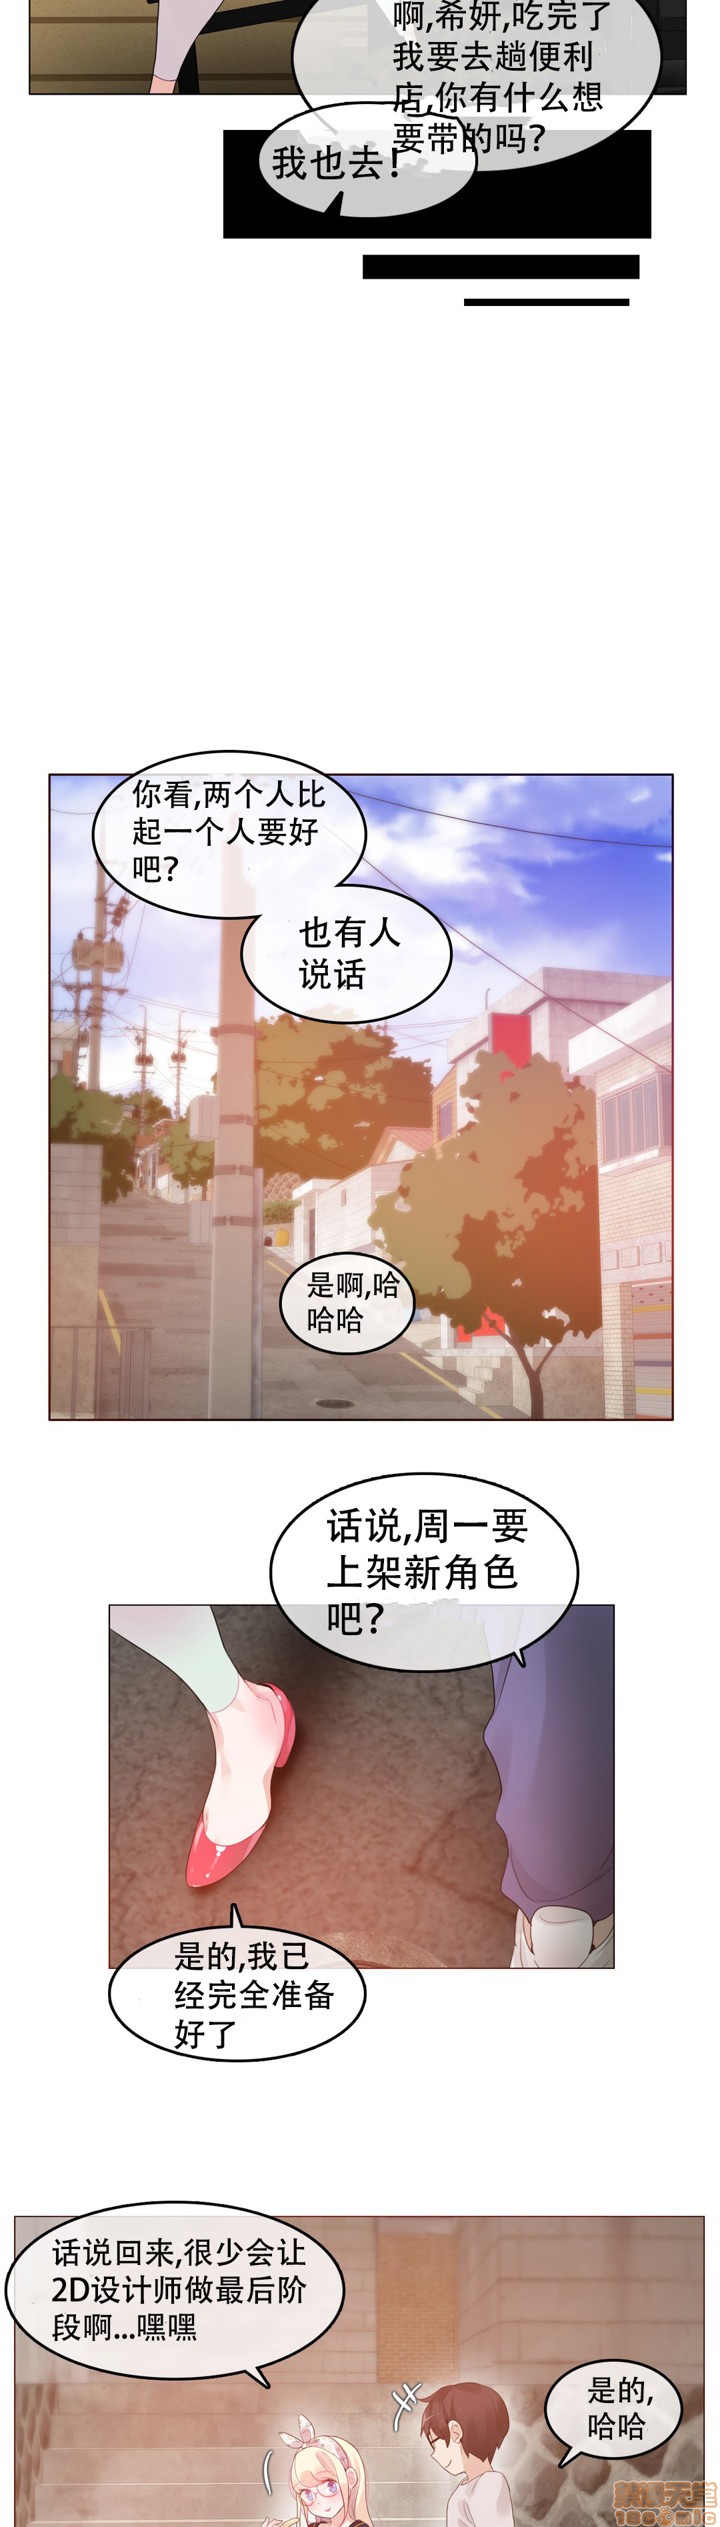 啊,希妍,吃完了
我要去趟便利
店,你有什么想
要带的吗?
我也去!
你看,两个人比
起一个人要好
吧?
也有人
说话
是啊,哈
哈哈
话说,周一要
上架新角色
吧?
是的,我已
经完全准备
好了
话说回来,很少会让
2D设计师做最后阶
段啊...嘿嘿
是的,
哈哈